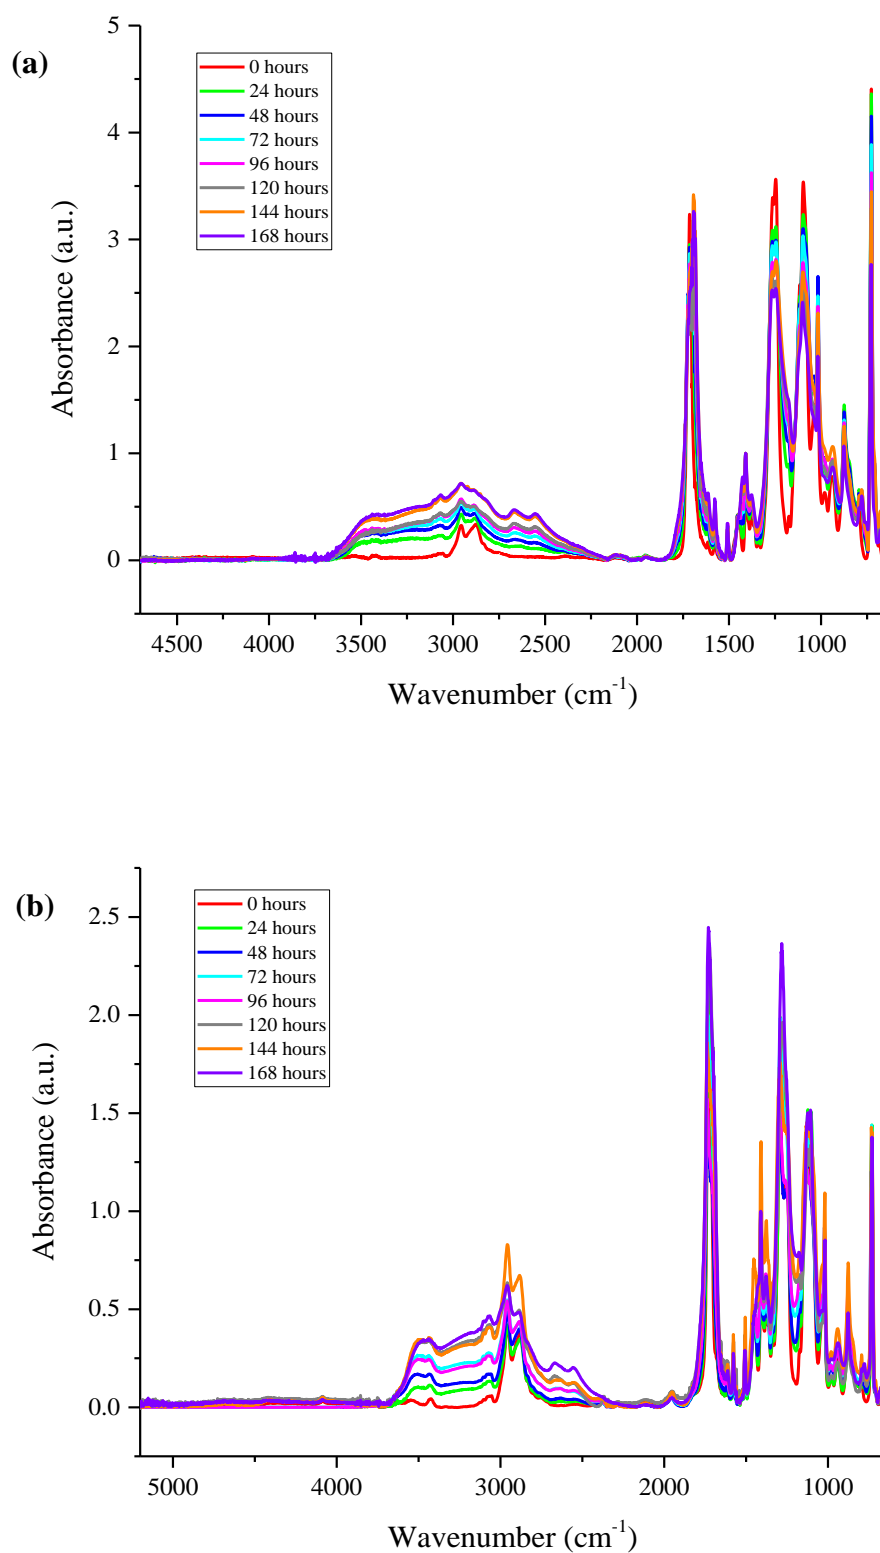 (a)
5
4
3
2
1
0
Absorbance (a.u.)
0 hours
24 hours
48 hours
72 hours
96 hours
120 hours
144 hours
168 hours
4500 4000 3500 3000 2500 2000 1500 1000
Wavenumber (cm-1)
(b)
2.5
2.0
1.5
1.0
0.5
0.0
Absorbance (a.u.)
0 hours
24 hours
48 hours
72 hours
96 hours
120 hours
144 hours
168 hours
5000 4000 3000 2000 1000
Wavenumber (cm-1)